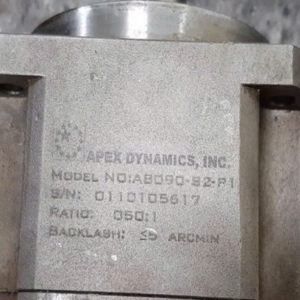 APEX DYNAMICS, INC.
MODEL NO:AB090-S2-P1
S/N: 0110T05617
RATIO: 050:1
BACKLASH: ≤5 ARCMIN